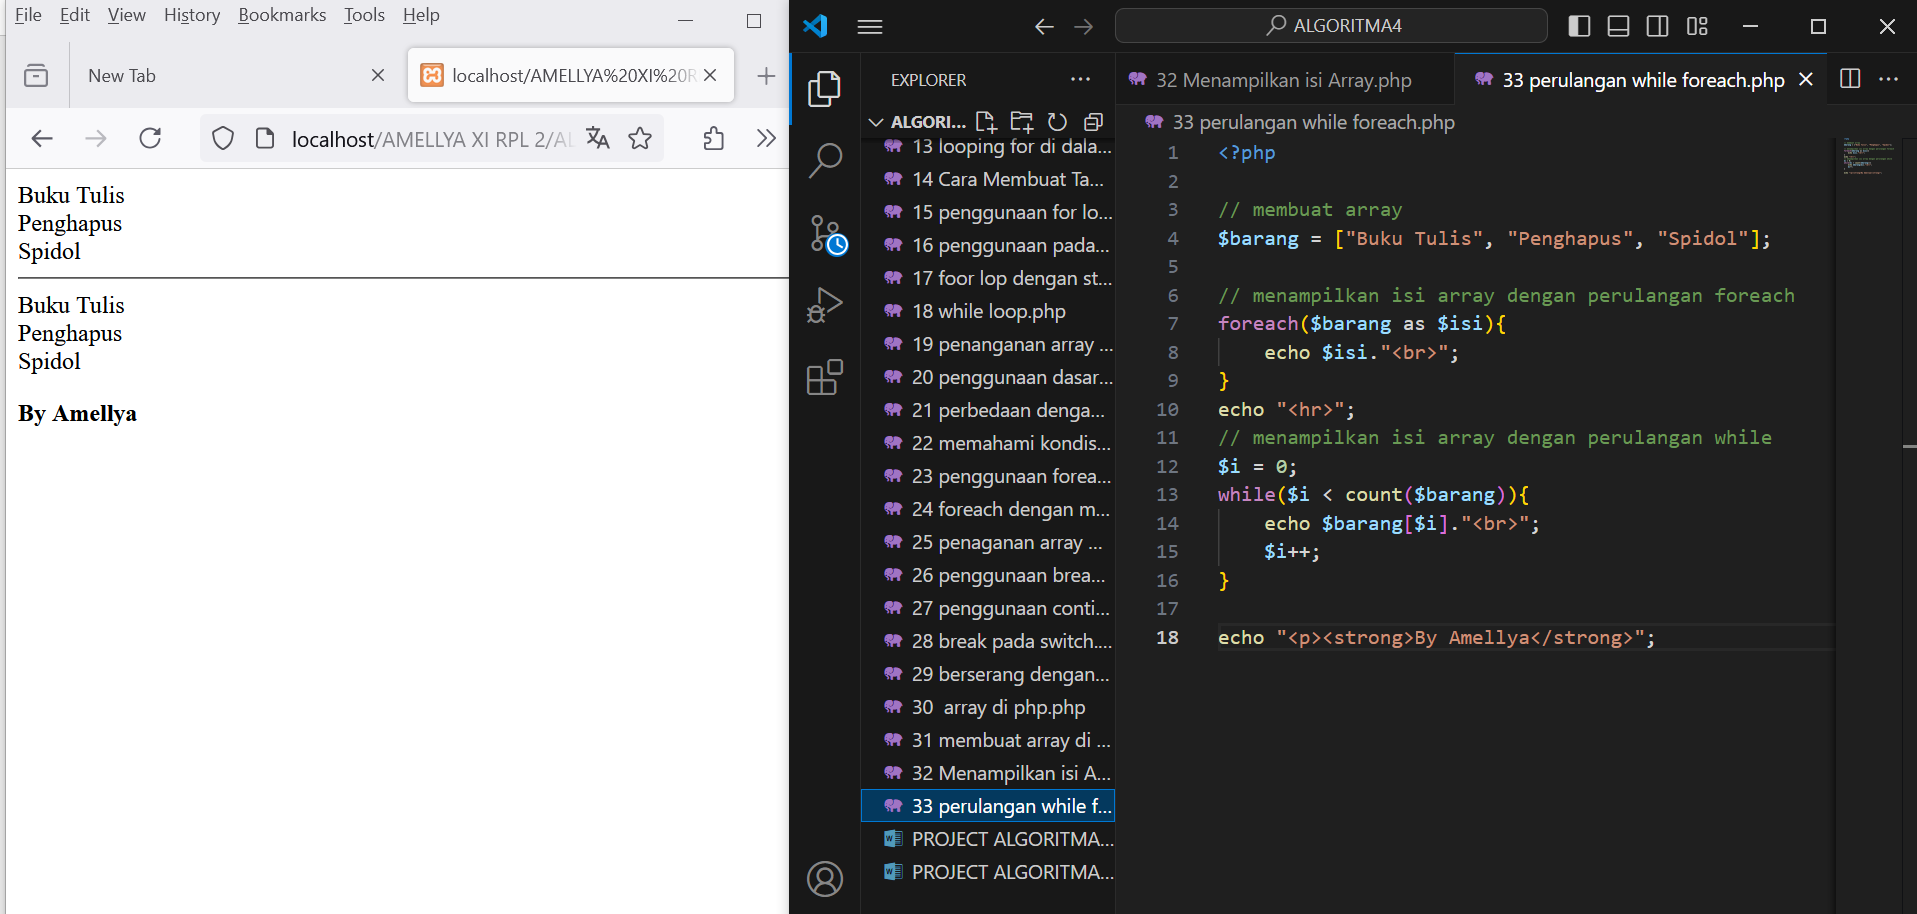 File Edit View History Bookmarks Tools Help
New Tab
localhost/AMELLYA%20XI%20R
localhost/AMELLYA XI RPL 2/AL
Buku Tulis
Penghapus
Spidol
Buku Tulis
Penghapus
Spidol
By Amellya
ALGORITMA4
EXPLORER
ALGORI...
13 looping for di dala...
14 Cara Membuat Ta...
15 penggunaan for lo...
16 penggunaan pada...
17 foor lop dengan st...
18 while loop.php
19 penanganan array ...
20 penggunaan dasar...
21 perbedaan denga...
22 memahami kondis...
23 penggunaan forea...
24 foreach dengan m...
25 penaganan array ...
26 penggunaan brea...
27 penggunaan conti...
28 break pada switch....
29 berserang dengan...
30  array di php.php
31 membuat array di ...
32 Menampilkan isi A...
33 perulangan while f...
PROJECT ALGORITMA...
PROJECT ALGORITMA...
32 Menampilkan isi Array.php
33 perulangan while foreach.php
33 perulangan while foreach.php
1 <?php
2
3 // membuat array
4 $barang = ["Buku Tulis", "Penghapus", "Spidol"];
5
6 // menampilkan isi array dengan perulangan foreach
7 foreach($barang as $isi){
8     echo $isi."<br>";
9 }
10 echo "<hr>";
11 // menampilkan isi array dengan perulangan while
12 $i = 0;
13 while($i < count($barang)){
14     echo $barang[$i]."<br>";
15     $i++;
16 }
17
18 echo "<p><strong>By Amellya</strong>";